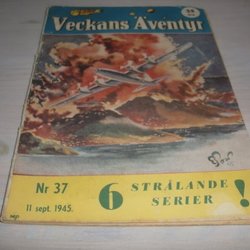 Veckans Äventyr
Nr 37
11 sept. 1945.
6 STRÅLANDE
SERIER !